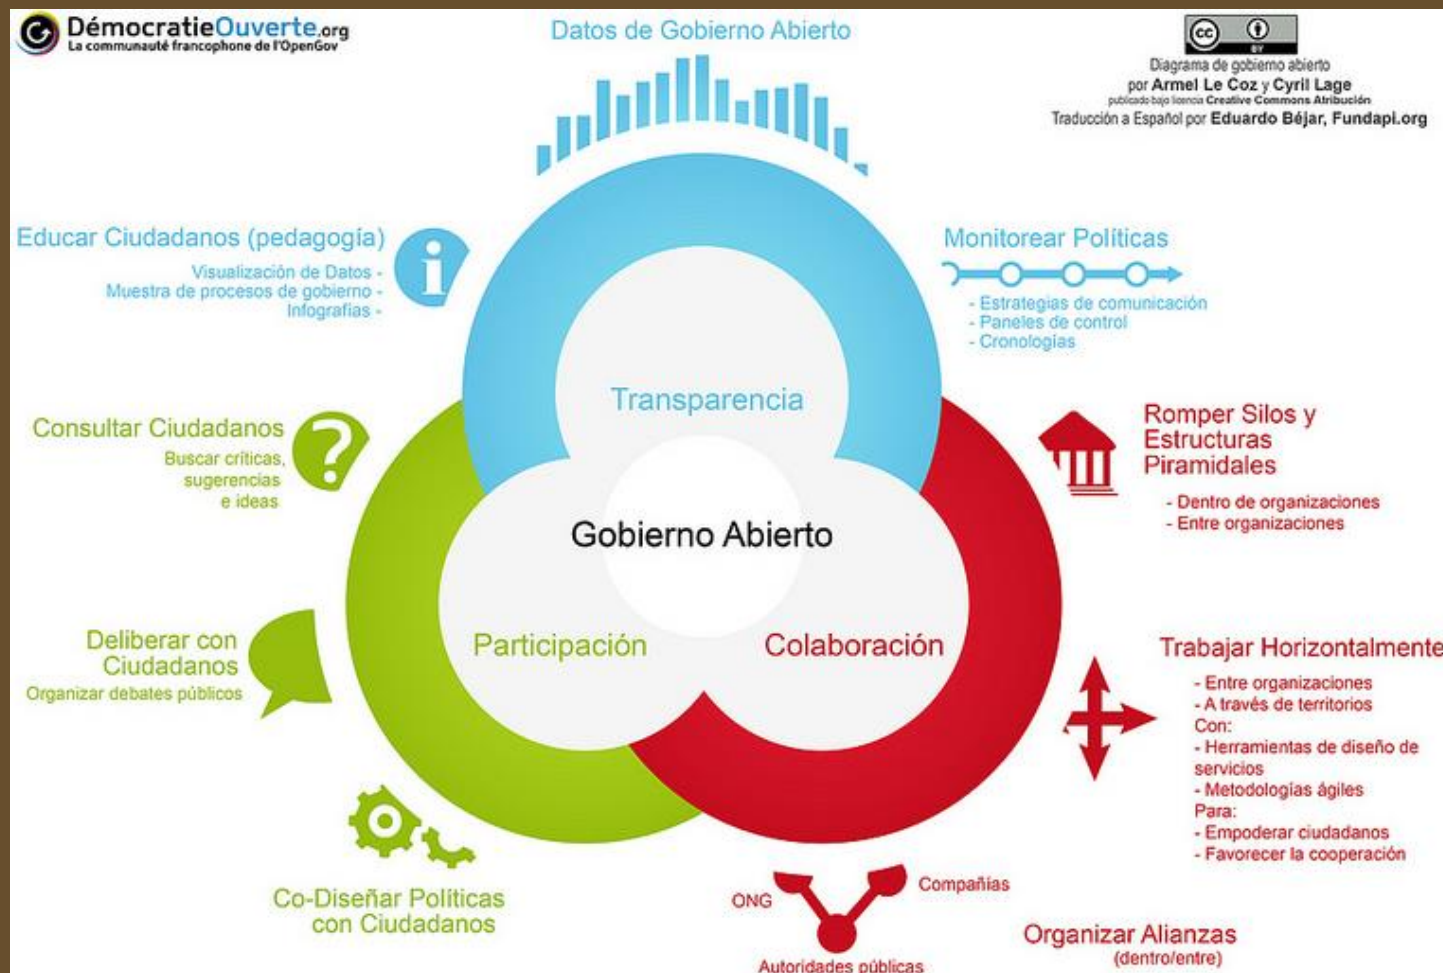 DémocratieOuverte.org
La communauté francophone de l'OpenGov
Datos de Gobierno Abierto
cc
BY
Diagrama de gobierno abierto
por Armel Le Coz y Cyril Lage
publicado bajo licencia Creative Commons Atribución
Traducción a Español por Eduardo Béjar, Fundapi.org
Educar Ciudadanos (pedagogía)
Visualización de Datos -
Muestra de procesos de gobierno -
Infografías -
i
Monitorear Políticas
- Estrategias de comunicación
- Paneles de control
- Cronologías
Transparencia
Consultar Ciudadanos
Buscar críticas,
sugerencias
e ideas
?
Romper Silos y
Estructuras
Piramidales
- Dentro de organizaciones
- Entre organizaciones
Gobierno Abierto
Participación
Colaboración
Deliberar con
Ciudadanos
Organizar debates públicos
Trabajar Horizontalmente
- Entre organizaciones
- A través de territorios
Con:
- Herramientas de diseño de
servicios
- Metodologías ágiles
Para:
- Empoderar ciudadanos
- Favorecer la cooperación
Co-Diseñar Políticas
con Ciudadanos
ONG
Compañías
Autoridades públicas
Organizar Alianzas
(dentro/entre)